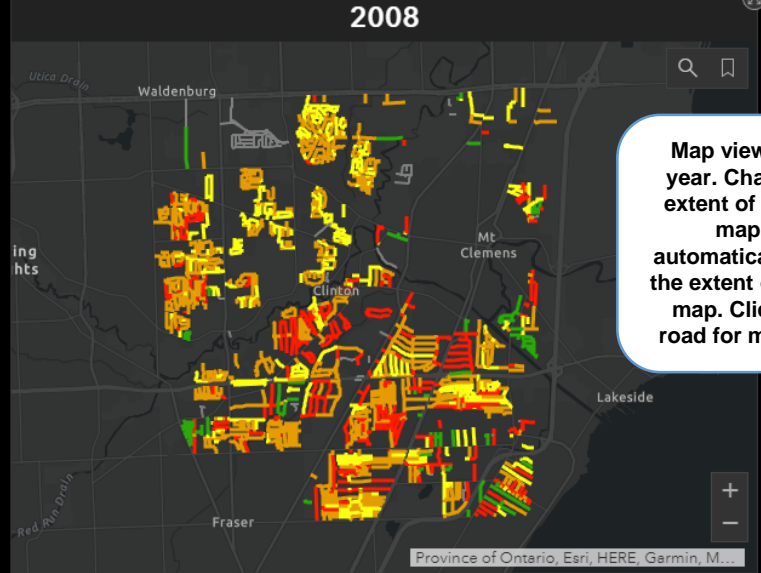 2008
Utica Drain
Waldenburg
Map view
year. Cha
extent of
map
automatica
the extent
map. Clic
road for m
ing
hts
Mt
Clemens
Clinton
Lakeside
Red Run Drain
Fraser
+
−
Province of Ontario, Esri, HERE, Garmin, M...